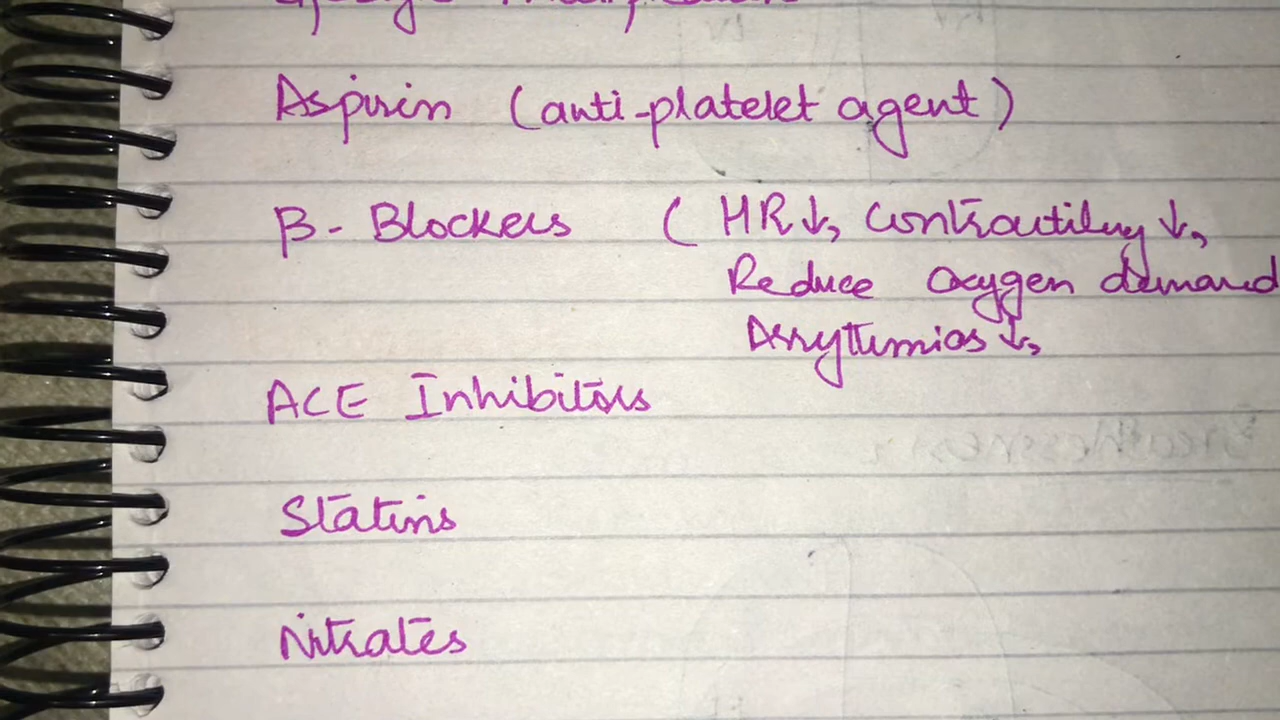 Aspirin (anti-platelet agent)
β- Blockers (HR↓, Contractility↓,
Reduce oxygen demand
Arrythmias↓,
ACE Inhibitors
Statins
Nitrates